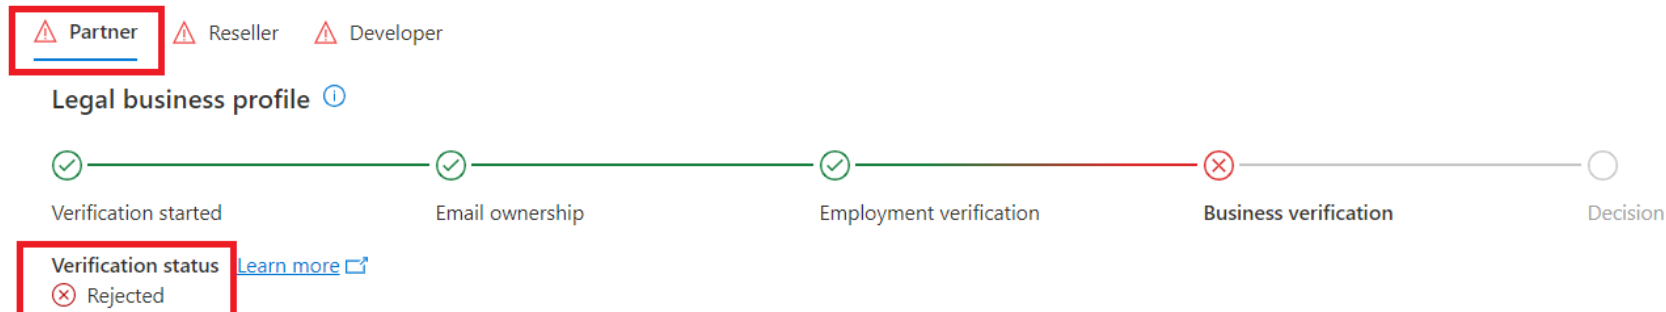 Partner Reseller Developer
Legal business profile
Verification started Email ownership Employment verification Business verification Decision
Verification status Learn more
Rejected